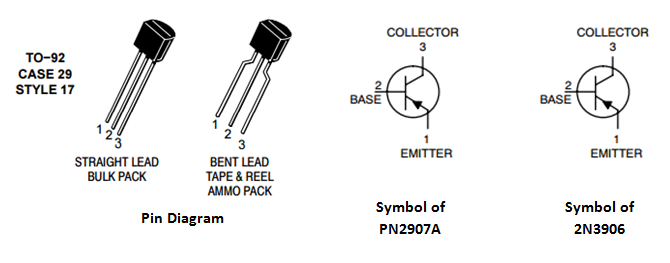 TO−92
CASE 29
STYLE 17
1
2
3
STRAIGHT LEAD
BULK PACK
1
2
3
BENT LEAD
TAPE & REEL
AMMO PACK
Pin Diagram
COLLECTOR
3
2
BASE
1
EMITTER
Symbol of
PN2907A
COLLECTOR
3
2
BASE
1
EMITTER
Symbol of
2N3906